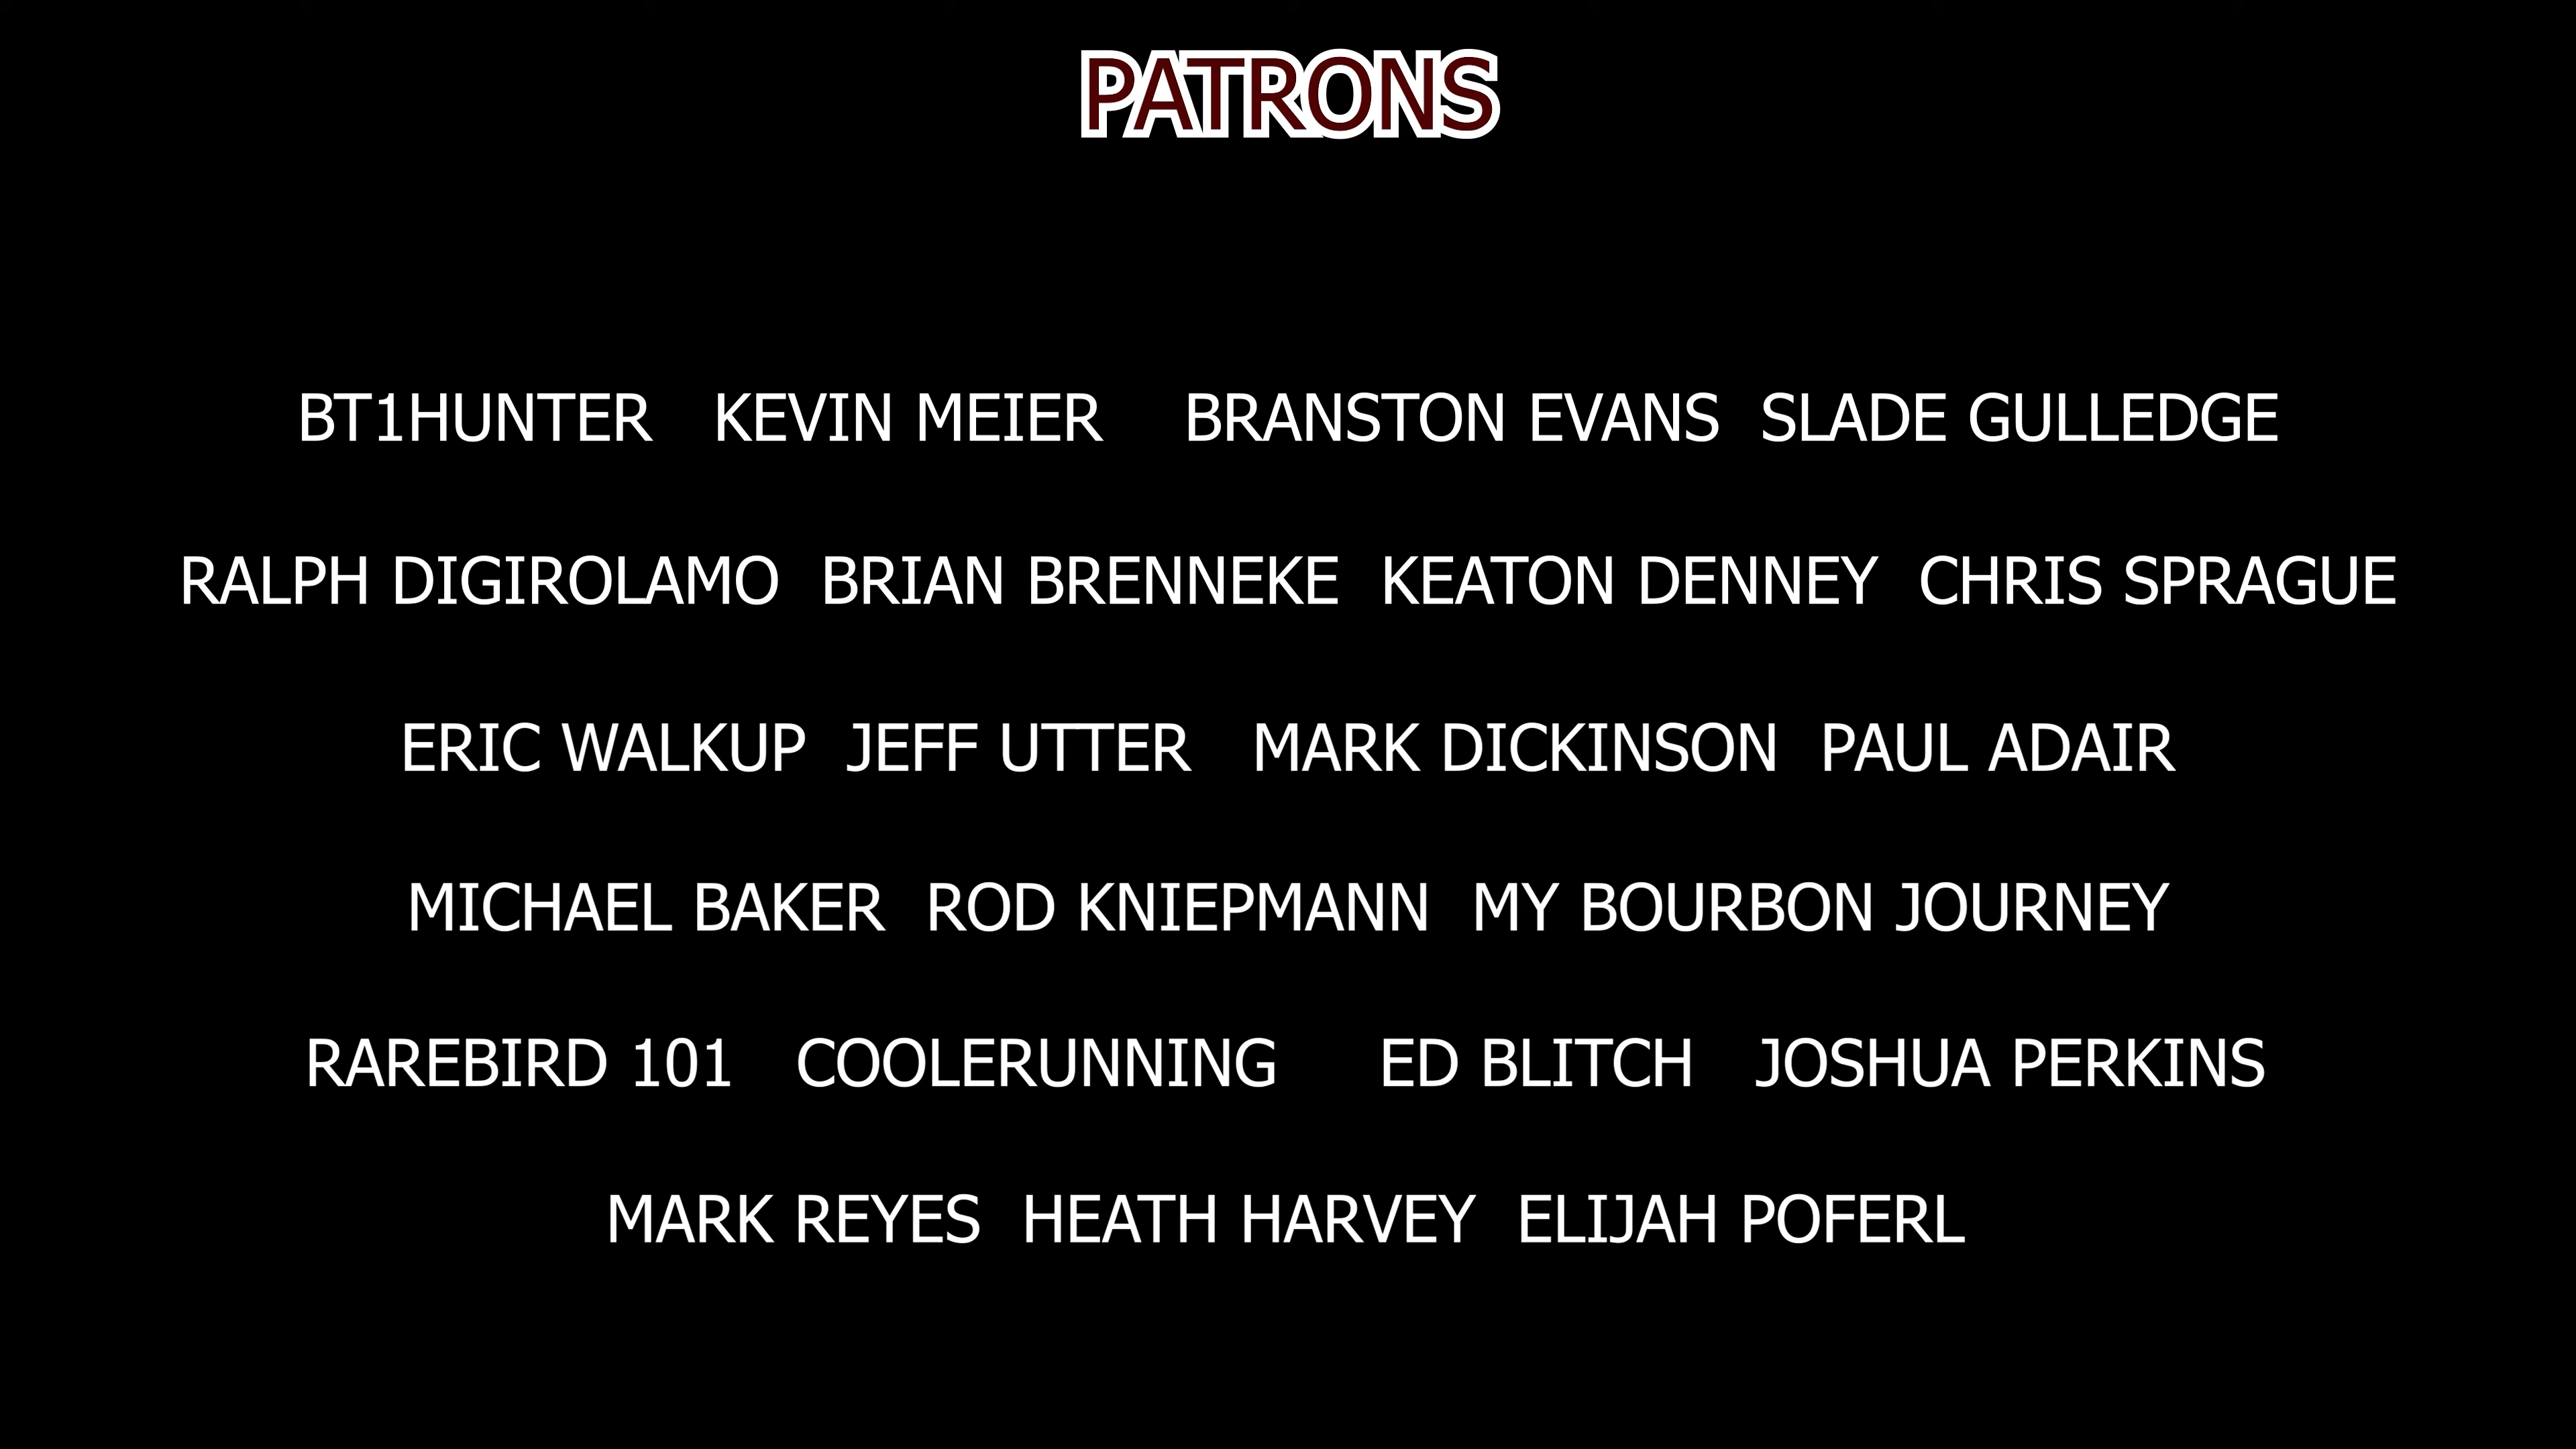 PATRONS
BT1HUNTER KEVIN MEIER BRANSTON EVANS SLADE GULLEDGE
RALPH DIGIROLAMO BRIAN BRENNEKE KEATON DENNEY CHRIS SPRAGUE
ERIC WALKUP JEFF UTTER MARK DICKINSON PAUL ADAIR
MICHAEL BAKER ROD KNIEPMANN MY BOURBON JOURNEY
RAREBIRD 101 COOLERUNNING ED BLITCH JOSHUA PERKINS
MARK REYES HEATH HARVEY ELIJAH POFERL